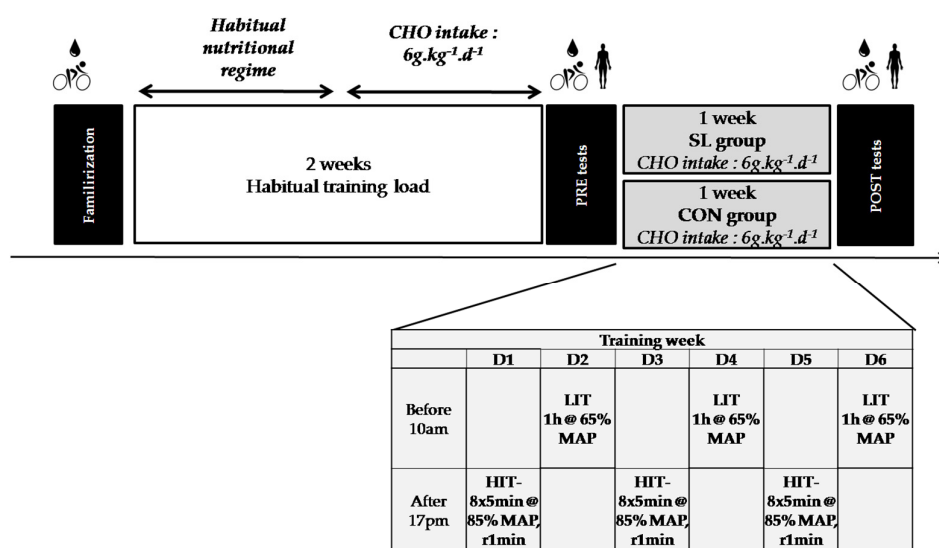 Habitual
nutritional
regime
CHO intake :
6g.kg⁻¹.d⁻¹
Familirization
2 weeks
Habitual training load
PRE tests
1 week
SL group
CHO intake : 6g.kg⁻¹.d⁻¹
1 week
CON group
CHO intake : 6g.kg⁻¹.d⁻¹
POST tests
Training week
D1 D2 D3 D4 D5 D6
Before
10am
LIT
1h@ 65%
MAP
LIT
1h@ 65%
MAP
LIT
1h@ 65%
MAP
After
17pm
HIT-
8x5min@
85% MAP,
r1min
HIT-
8x5min@
85% MAP,
r1min
HIT-
8x5min@
85% MAP,
r1min